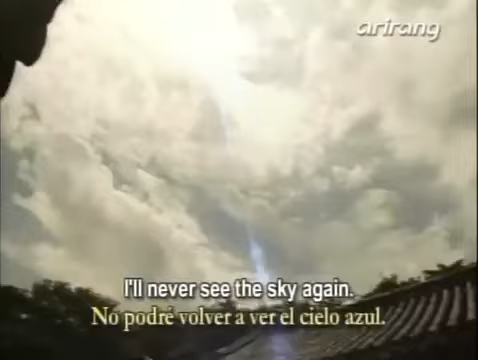 arirang
I'll never see the sky again.
No podré volver a ver el cielo azul.